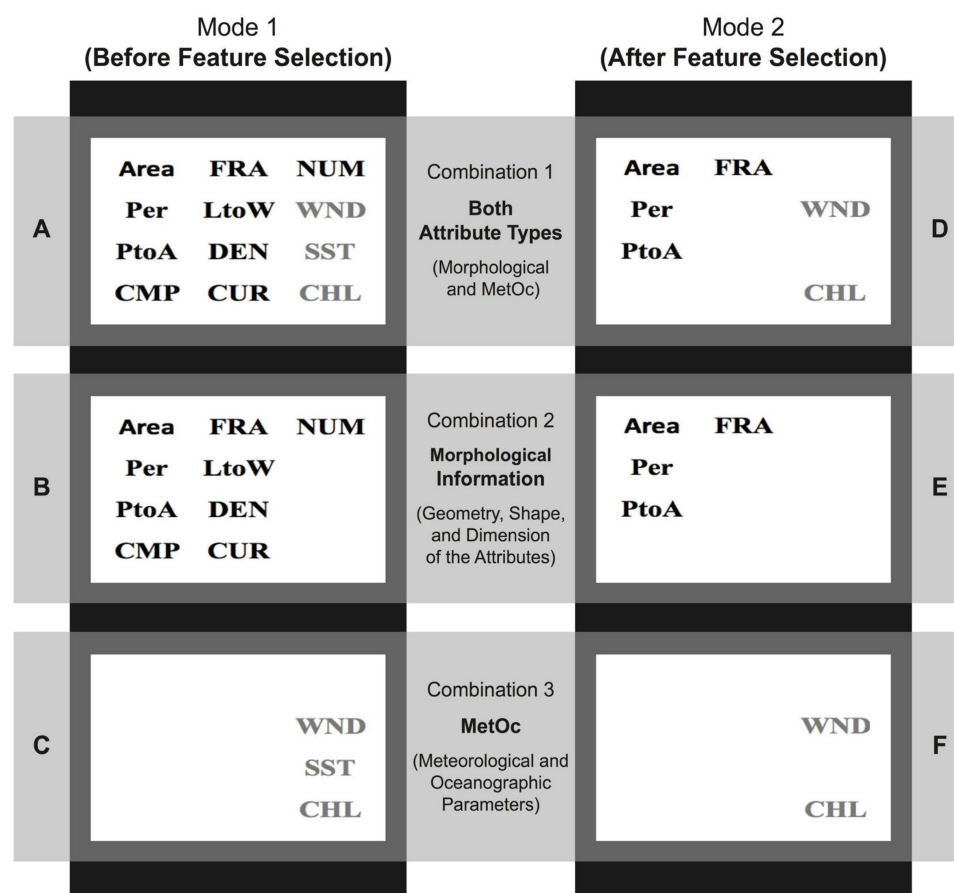 Mode 1
(Before Feature Selection)
Mode 2
(After Feature Selection)
A
Area FRA NUM
Per LtoW WND
PtoA DEN SST
CMP CUR CHL
Combination 1
Both
Attribute Types
(Morphological
and MetOc)
Area FRA
Per WND
PtoA
CHL
D
B
Area FRA NUM
Per LtoW
PtoA DEN
CMP CUR
Combination 2
Morphological
Information
(Geometry, Shape,
and Dimension
of the Attributes)
Area FRA
Per
PtoA
E
C
WND
SST
CHL
Combination 3
MetOc
(Meteorological and
Oceanographic
Parameters)
WND
CHL
F